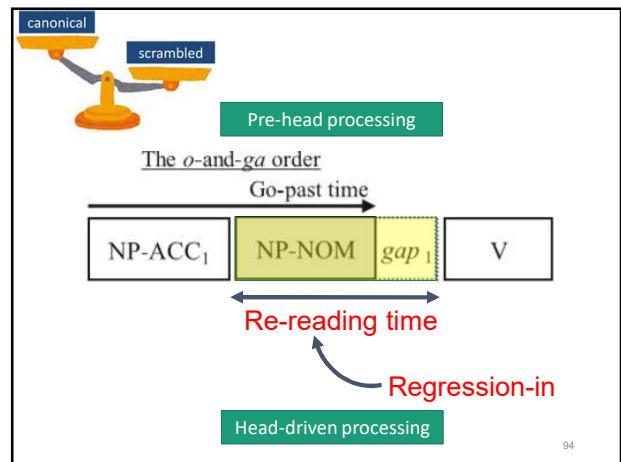 canonical
scrambled
Pre-head processing
The o-and-ga order
Go-past time
NP-ACC₁ NP-NOM gap ₁ V
Re-reading time
Regression-in
Head-driven processing
94